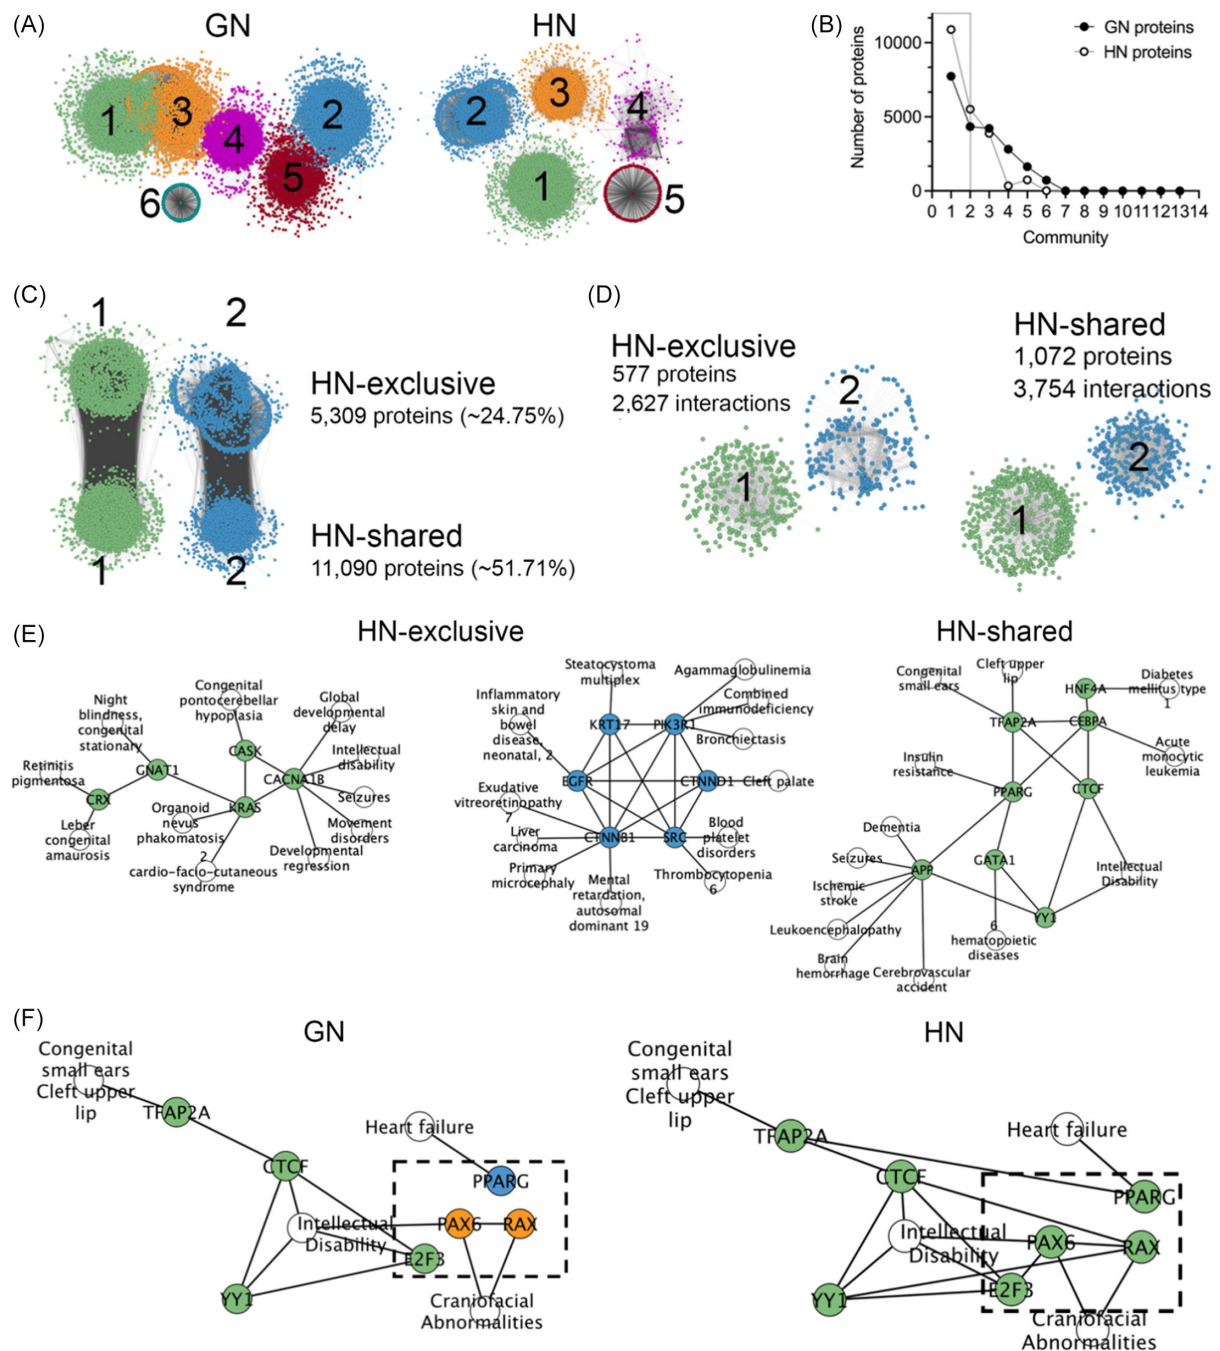 (A)
GN
HN
1
3
4
2
5
6
2
3
4
1
5
(B)
Number of proteins
10000
5000
0
GN proteins
HN proteins
0 1 2 3 4 5 6 7 8 9 10 11 12 13 14
Community
(C)
1
2
HN-exclusive
5,309 proteins (~24.75%)
HN-shared
11,090 proteins (~51.71%)
1
2
(D)
HN-exclusive
577 proteins
2,627 interactions
2
1
HN-shared
1,072 proteins
3,754 interactions
2
1
(E)
HN-exclusive
HN-shared
Night
blindness,
congenital
stationary
Congenital
pontocerebellar
hypoplasia
Global
developmental
delay
Retinitis
pigmentosa
GNAT1
CASK
CACNA1B
Intellectual
disability
CRX
KRAS
Seizures
Leber
congenital
amaurosis
Organoid
nevus
phakomatosis
Movement
disorders
2
cardio-facio-cutaneous
syndrome
Developmental
regression
Steatocystoma
multiplex
Agammaglobulinemia
Inflammatory
skin and
bowel
disease,
neonatal, 2
KRT17
PIK3R1
Combined
immunodeficiency
Bronchiectasis
EGFR
CTNND1
Cleft palate
Exudative
vitreoretinopathy
7
Liver
carcinoma
CTNNB1
SRC
Blood
platelet
disorders
Primary
microcephaly
Mental
retardation,
autosomal
dominant 19
Thrombocytopenia
6
Congenital
small ears
Cleft upper
lip
HNF4A
Diabetes
mellitus type
1
TFAP2A
CEBPA
Insulin
resistance
Acute
monocytic
leukemia
PPARG
CTCF
Dementia
Seizures
GATA1
APP
Intellectual
Disability
Ischemic
stroke
YY1
Leukoencephalopathy
6
hematopoietic
diseases
Brain
hemorrhage
Cerebrovascular
accident
(F)
GN
Congenital
small ears
Cleft upper
lip
TFAP2A
Heart failure
CTCF
PPARG
Intellectual
Disability
PAX6
RAX
E2F3
YY1
Craniofacial
Abnormalities
HN
Congenital
small ears
Cleft upper
lip
TFAP2A
Heart failure
CTCF
PPARG
Intellectual
Disability
PAX6
RAX
E2F3
YY1
Craniofacial
Abnormalities